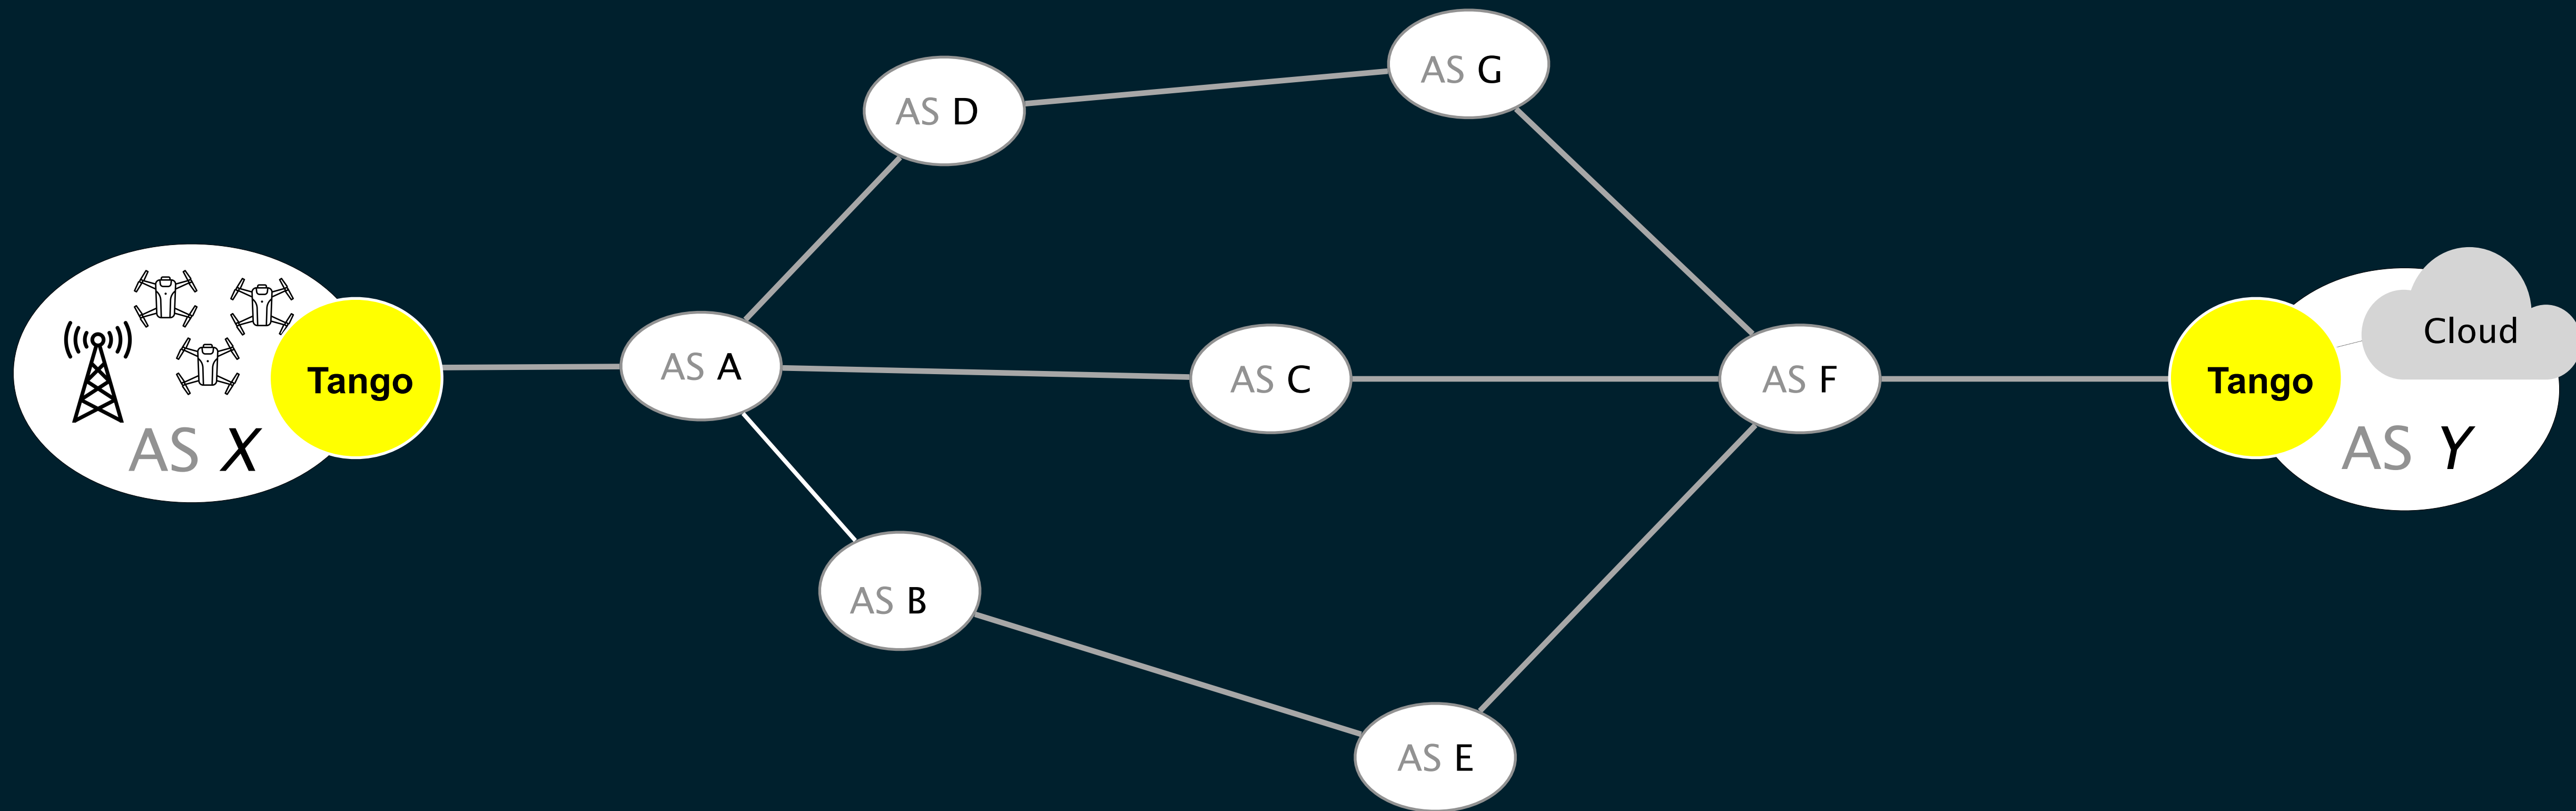 AS G
AS D
Cloud
AS A
AS C
AS F
Tango
Tango
AS X
AS Y
AS B
AS E